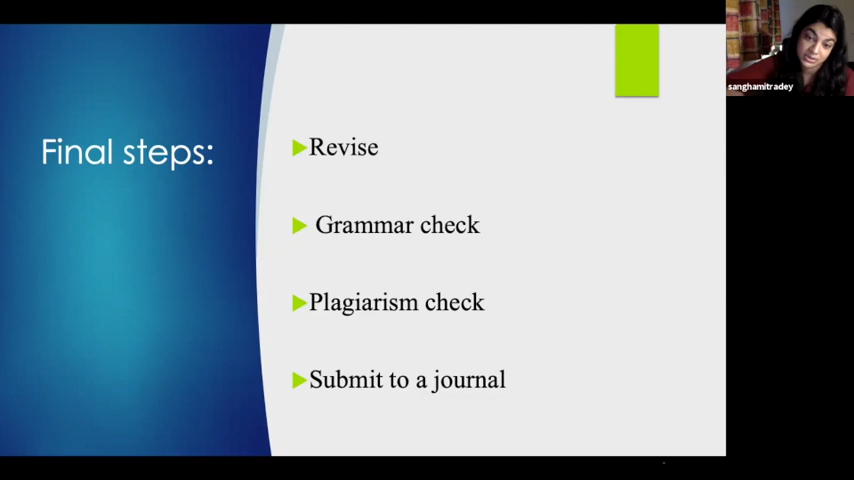 Final steps:
Revise
Grammar check
Plagiarism check
Submit to a journal
sanghamitradey